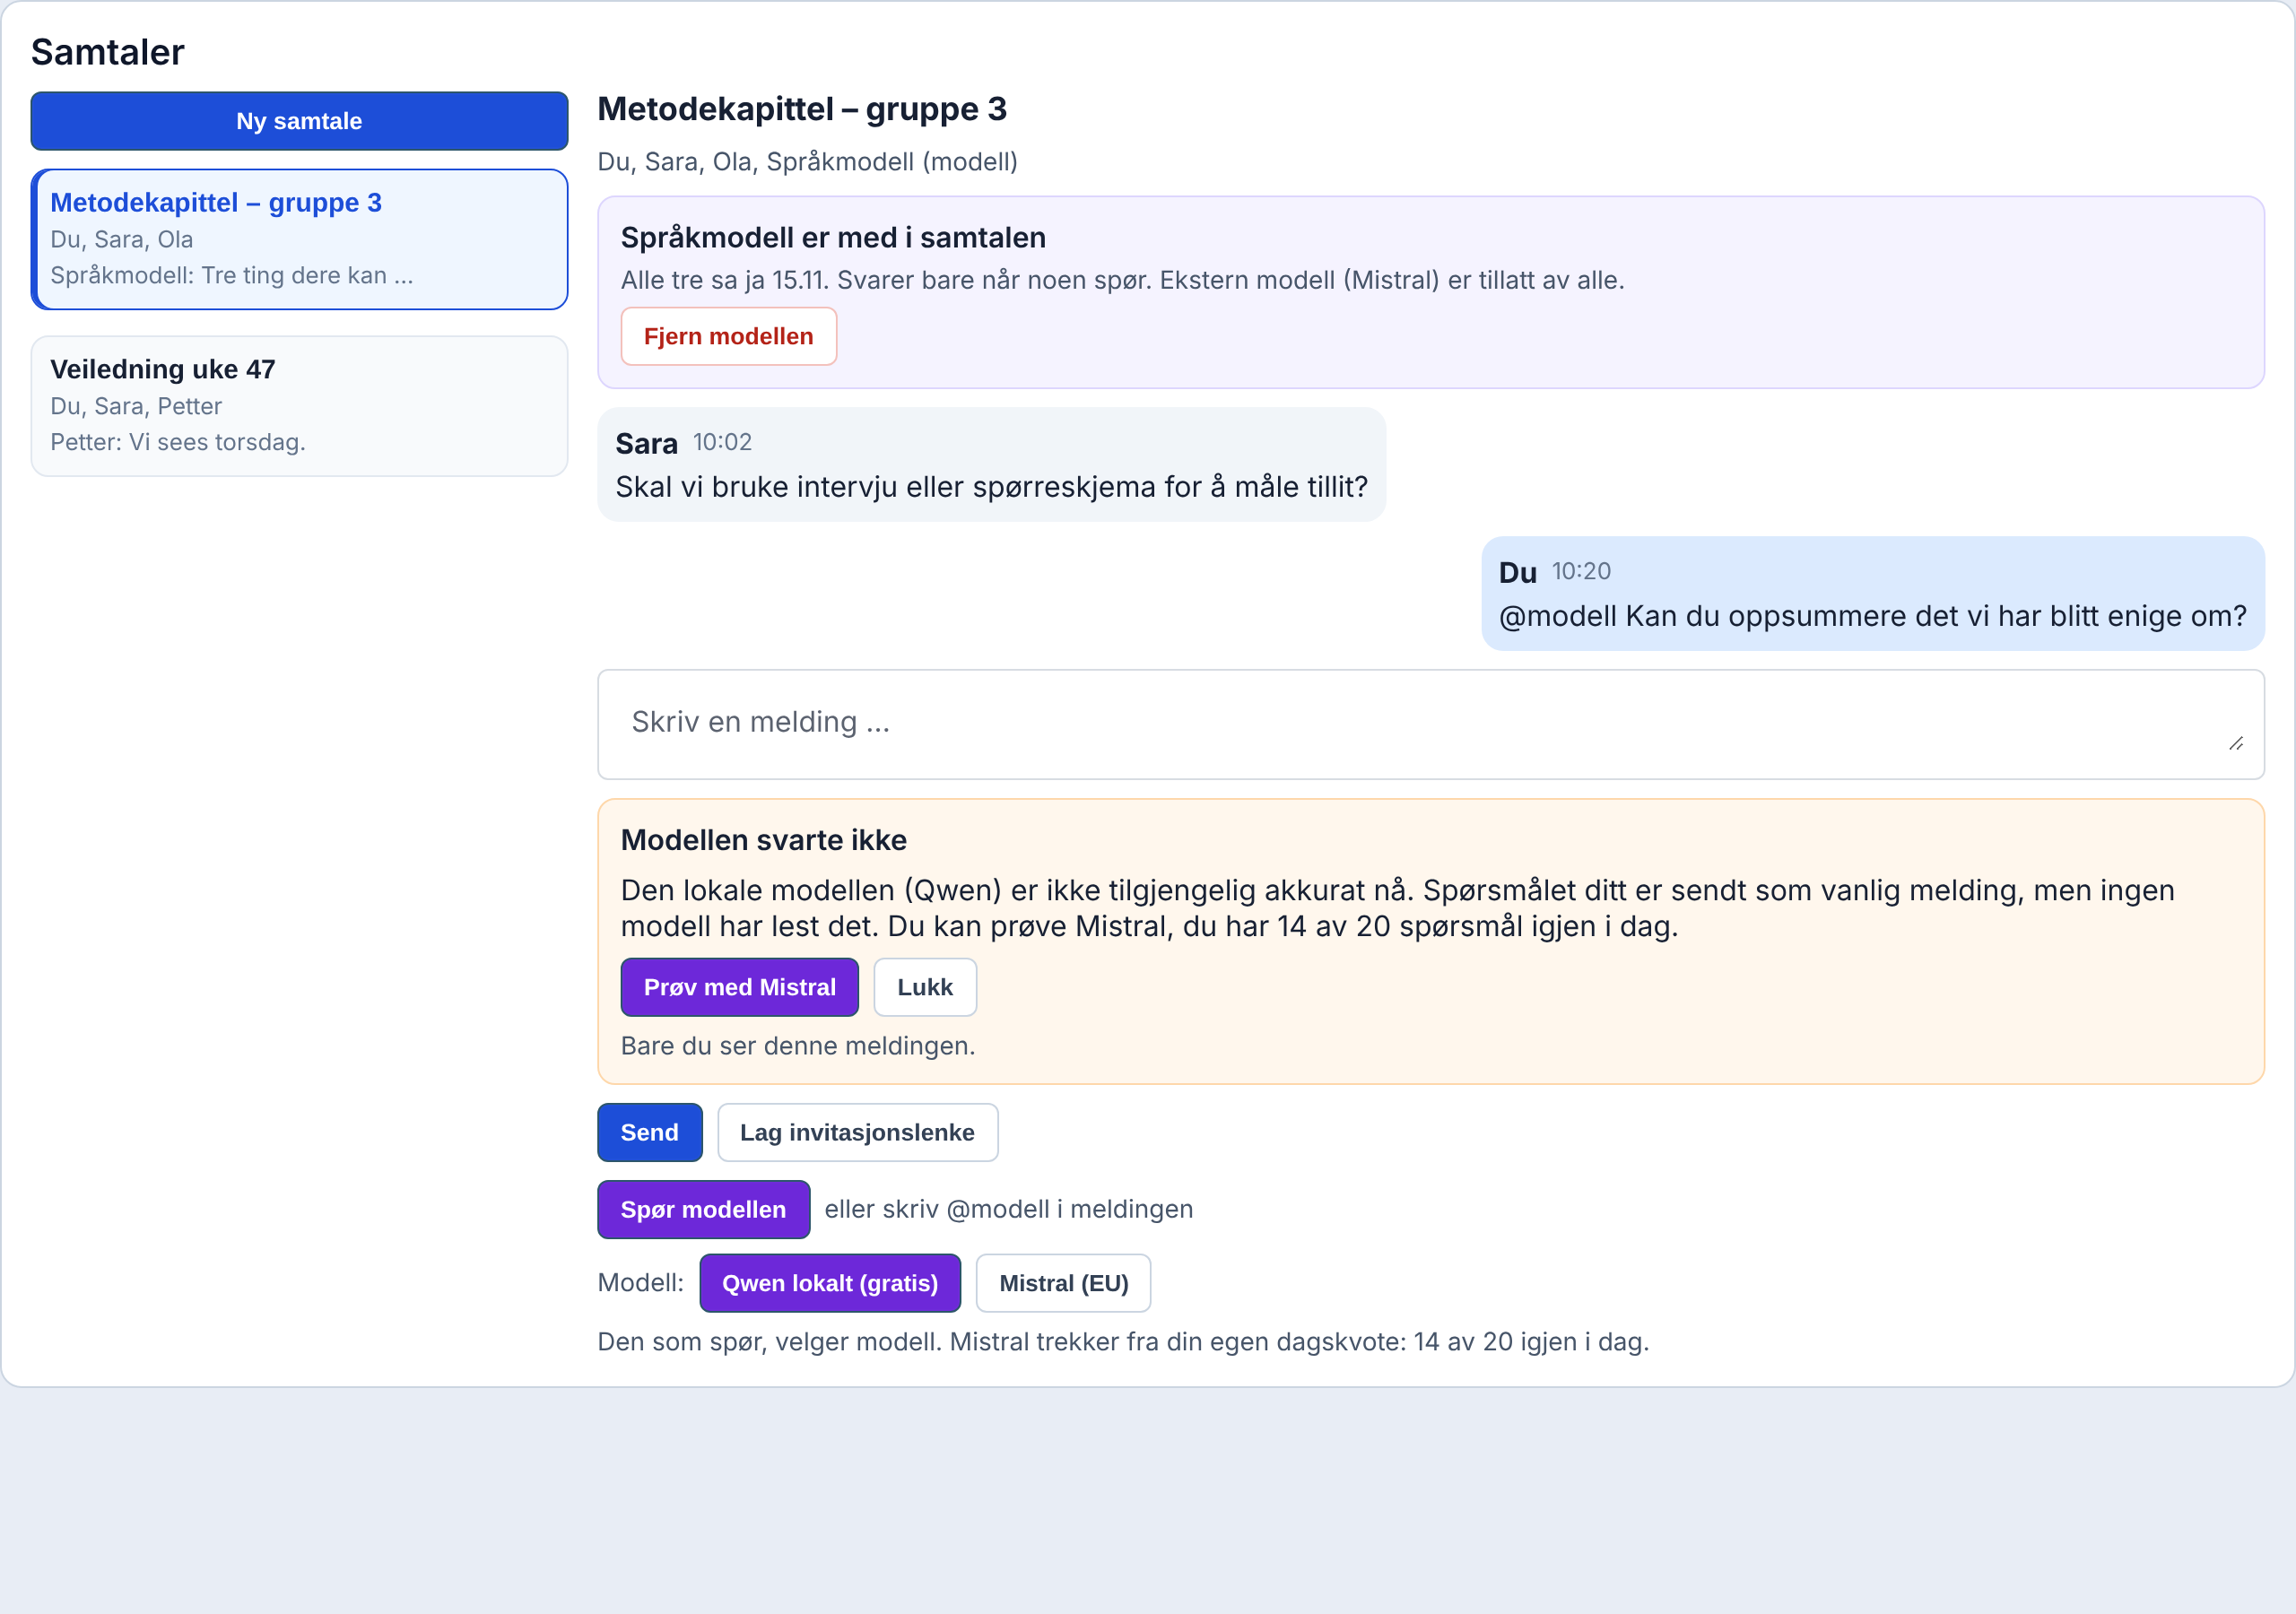 Samtaler
Ny samtale
Metodekapittel – gruppe 3
Du, Sara, Ola
Språkmodell: Tre ting dere kan ...
Veiledning uke 47
Du, Sara, Petter
Petter: Vi sees torsdag.
Metodekapittel – gruppe 3
Du, Sara, Ola, Språkmodell (modell)
Språkmodell er med i samtalen
Alle tre sa ja 15.11. Svarer bare når noen spør. Ekstern modell (Mistral) er tillatt av alle.
Fjern modellen
Sara 10:02
Skal vi bruke intervju eller spørreskjema for å måle tillit?
Du 10:20
@modell Kan du oppsummere det vi har blitt enige om?
Skriv en melding ...
Modellen svarte ikke
Den lokale modellen (Qwen) er ikke tilgjengelig akkurat nå. Spørsmålet ditt er sendt som vanlig melding, men ingen
modell har lest det. Du kan prøve Mistral, du har 14 av 20 spørsmål igjen i dag.
Prøv med Mistral Lukk
Bare du ser denne meldingen.
Send Lag invitasjonslenke
Spør modellen eller skriv @modell i meldingen
Modell: Qwen lokalt (gratis) Mistral (EU)
Den som spør, velger modell. Mistral trekker fra din egen dagskvote: 14 av 20 igjen i dag.